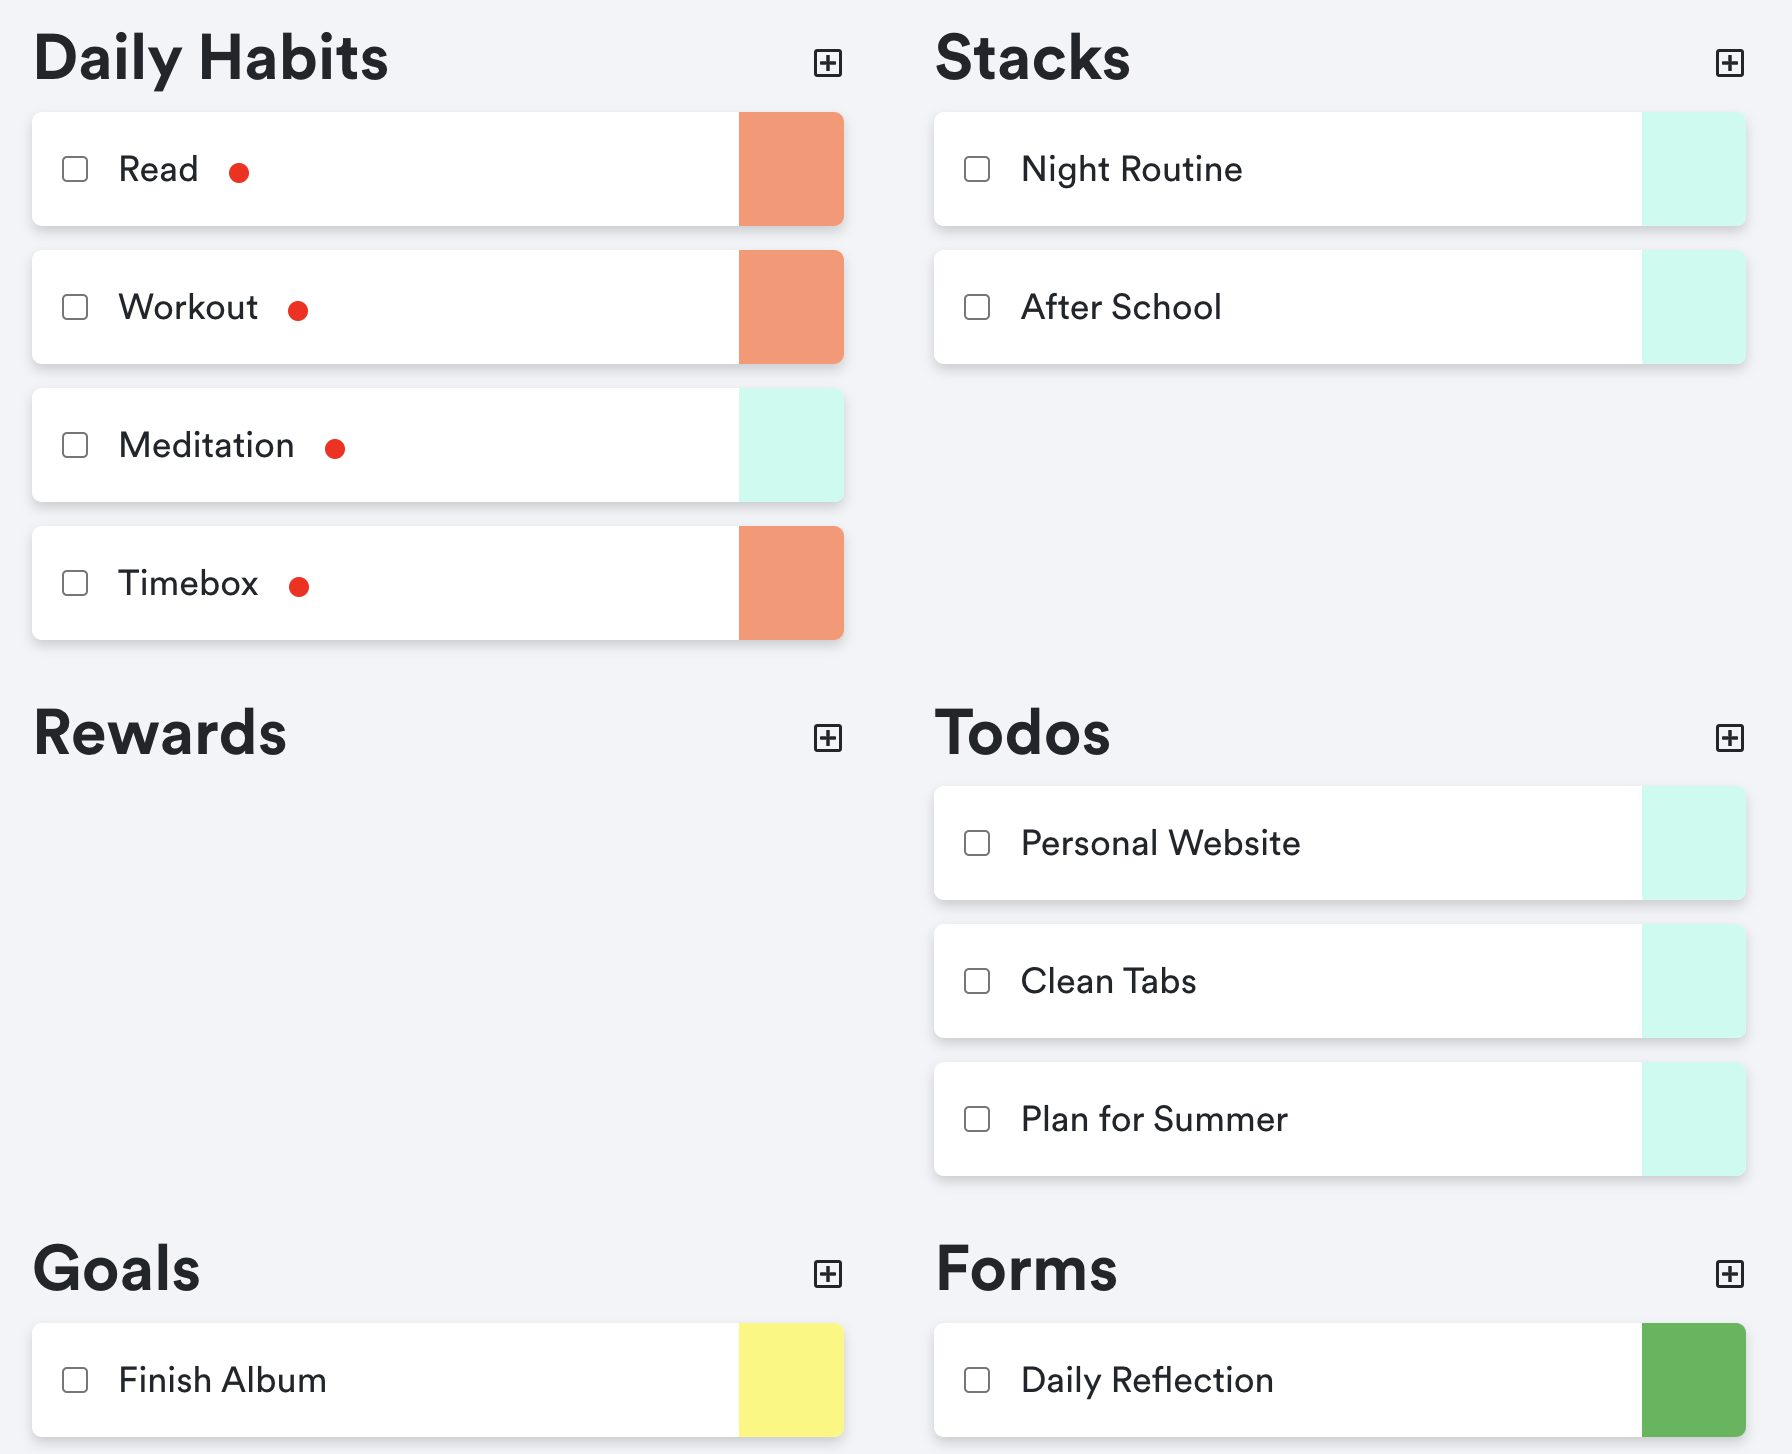 Daily Habits
Read
Workout
Meditation
Timebox
Stacks
Night Routine
After School
Rewards
Todos
Personal Website
Clean Tabs
Plan for Summer
Goals
Finish Album
Forms
Daily Reflection